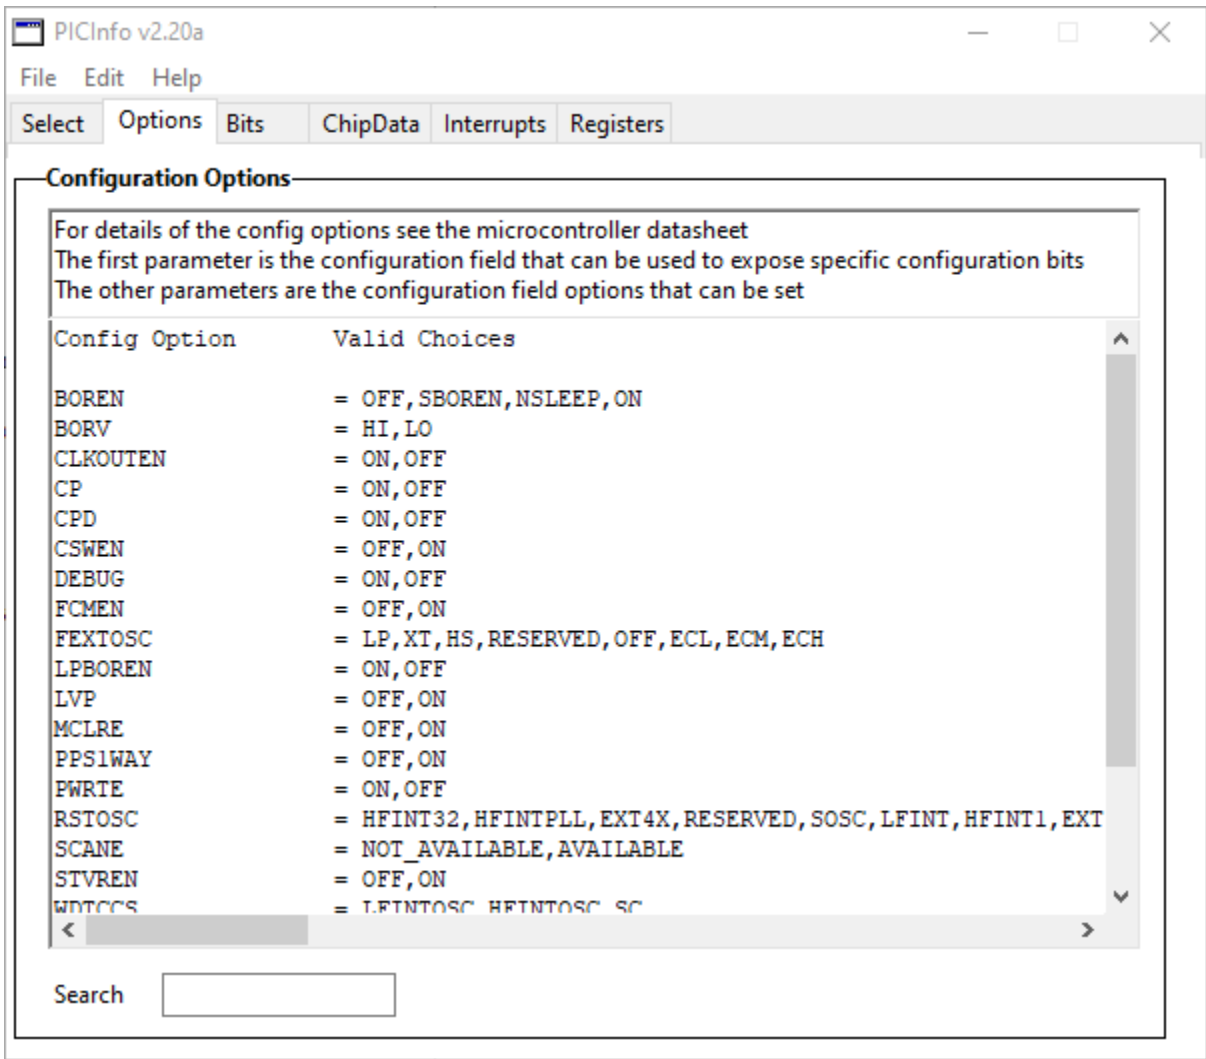 PICInfo v2.20a
File Edit Help
Select Options Bits ChipData Interrupts Registers
Configuration Options
For details of the config options see the microcontroller datasheet
The first parameter is the configuration field that can be used to expose specific configuration bits
The other parameters are the configuration field options that can be set
Config Option Valid Choices
BOREN = OFF,SBOREN,NSLEEP,ON
BORV = HI,LO
CLKOUTEN = ON,OFF
CP = ON,OFF
CPD = ON,OFF
CSWEN = OFF,ON
DEBUG = ON,OFF
FCMEN = OFF,ON
FEXTOSC = LP,XT,HS,RESERVED,OFF,ECL,ECM,ECH
LPBOREN = ON,OFF
LVP = OFF,ON
MCLRE = OFF,ON
PPS1WAY = OFF,ON
PWRTE = ON,OFF
RSTOSC = HFINT32,HFINTPLL,EXT4X,RESERVED,SOSC,LFINT,HFINT1,EXT
SCANE = NOT_AVAILABLE,AVAILABLE
STVREN = OFF,ON
WDTCCS = LFINTOSC,HFINTOSC,SC
Search